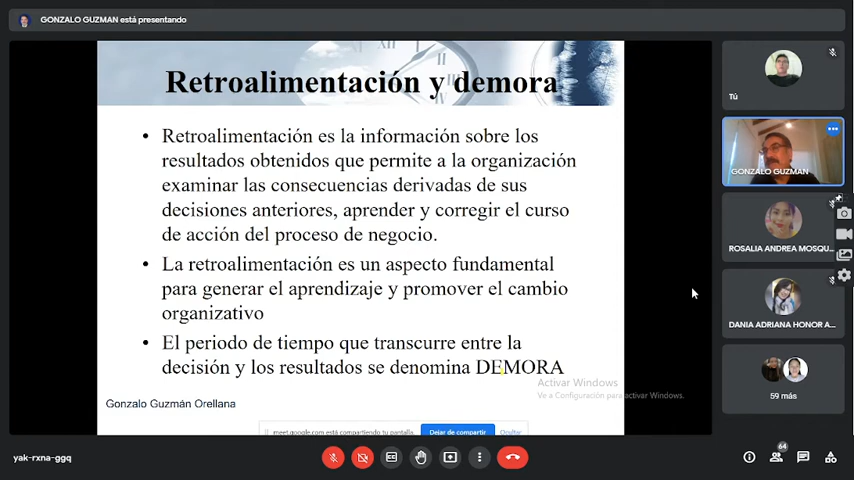 GONZALO GUZMAN está presentando
Retroalimentación y demora
• Retroalimentación es la información sobre los
resultados obtenidos que permite a la organización
examinar las consecuencias derivadas de sus
decisiones anteriores, aprender y corregir el curso
de acción del proceso de negocio.
• La retroalimentación es un aspecto fundamental
para generar el aprendizaje y promover el cambio
organizativo
• El periodo de tiempo que transcurre entre la
decisión y los resultados se denomina DEMORA
Activar Windows
Ve a Configuración para activar Windows.
Gonzalo Guzmán Orellana
meet.google.com está compartiendo tu pantalla.
Dejar de compartir
Ocultar
Tú
GONZALO GUZMAN
ROSALIA ANDREA MOSQU...
DANIA ADRIANA HONOR A...
59 más
yak-rxna-ggq
64